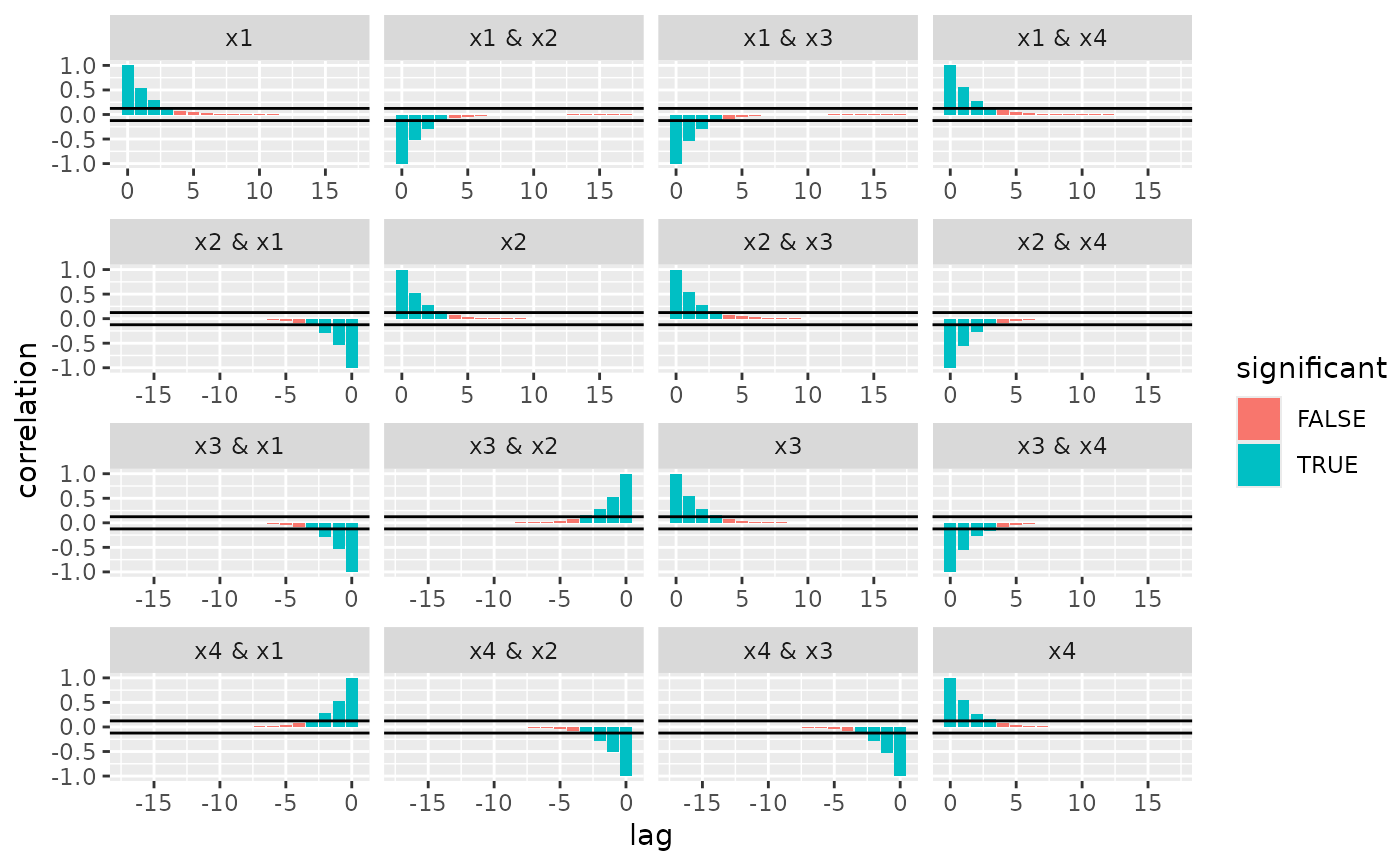 x1 x1 & x2 x1 & x3 x1 & x4
1.0
0.5
0.0
-0.5
-1.0
0 5 10 15 0 5 10 15 0 5 10 15 0 5 10 15
x2 & x1 x2 x2 & x3 x2 & x4
1.0
0.5
0.0
-0.5
-1.0
-15 -10 -5 0 0 5 10 15 0 5 10 15 0 5 10 15
x3 & x1 x3 & x2 x3 x3 & x4
1.0
0.5
0.0
-0.5
-1.0
-15 -10 -5 0 -15 -10 -5 0 0 5 10 15 0 5 10 15
x4 & x1 x4 & x2 x4 & x3 x4
1.0
0.5
0.0
-0.5
-1.0
-15 -10 -5 0 -15 -10 -5 0 -15 -10 -5 0 0 5 10 15
lag
correlation
significant
FALSE
TRUE